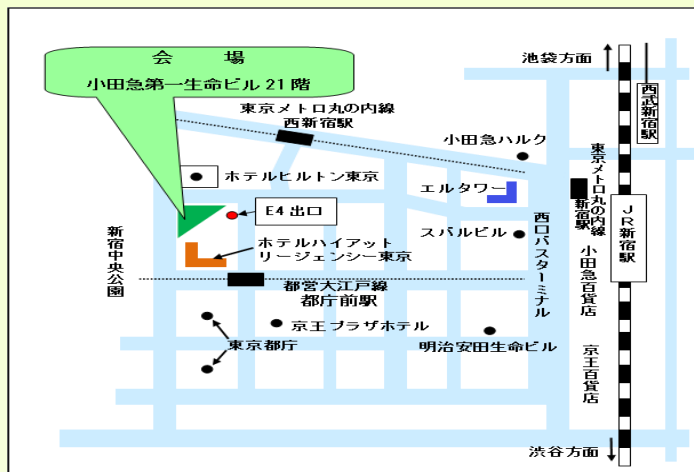 会　場
小田急第一生命ビル 21 階
池袋方面
西武新宿駅
東京メトロ丸の内線
西新宿駅
小田急ハルク
ホテルヒルトン東京
エルタワー
東京メトロ丸の内線
新宿駅
JR新宿駅
E4 出口
新宿中央公園
ホテルハイアット
リージェンシー東京
スバルビル
西口バスターミナル
小田急百貨店
都営大江戸線
都庁前駅
京王プラザホテル
東京都庁
明治安田生命ビル
京王百貨店
渋谷方面